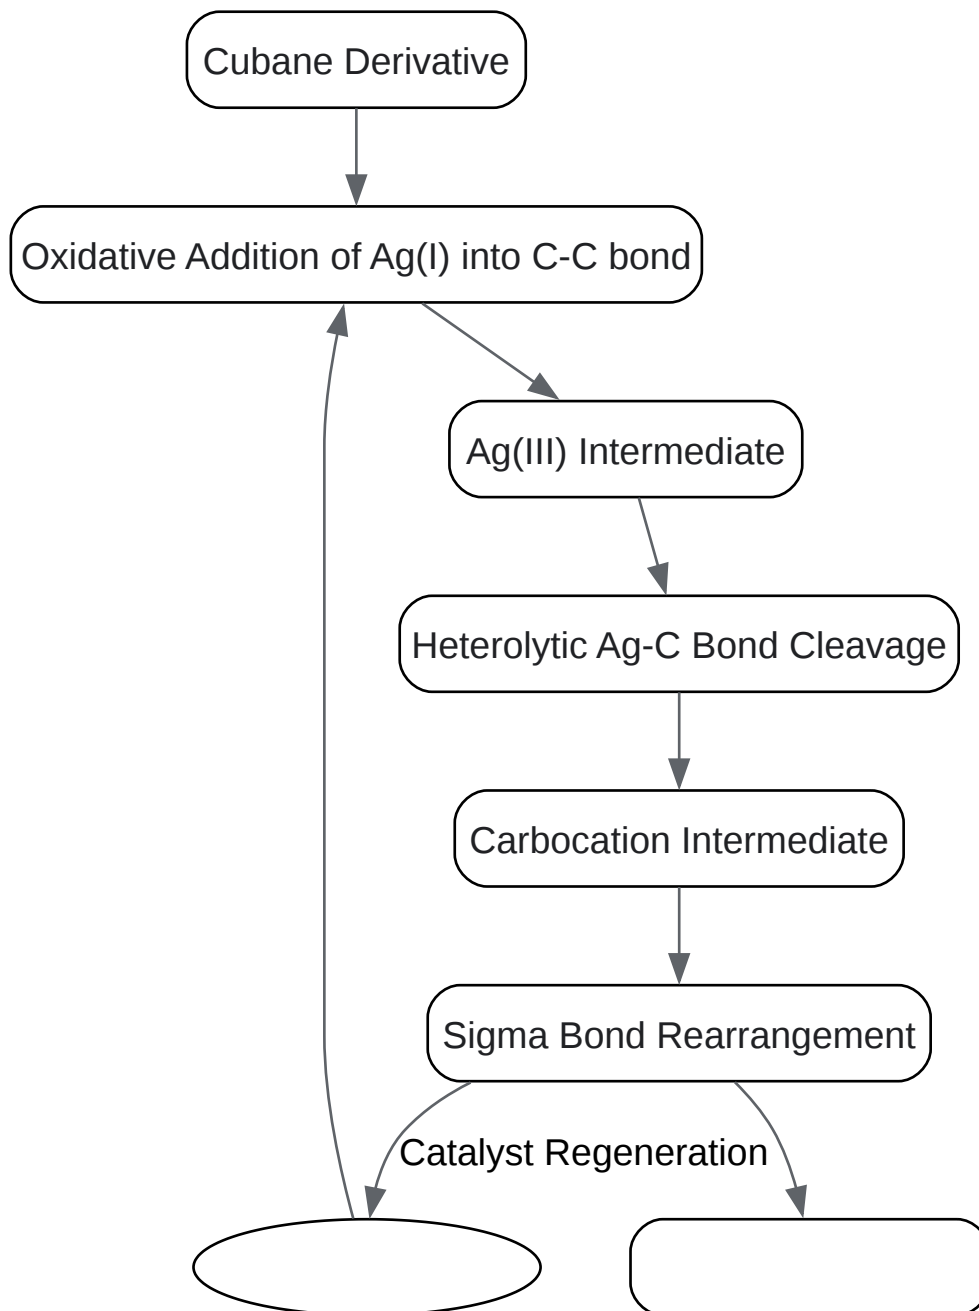 Cubane Derivative
Oxidative Addition of Ag(I) into C-C bond
Ag(III) Intermediate
Heterolytic Ag-C Bond Cleavage
Carbocation Intermediate
Sigma Bond Rearrangement
Catalyst Regeneration